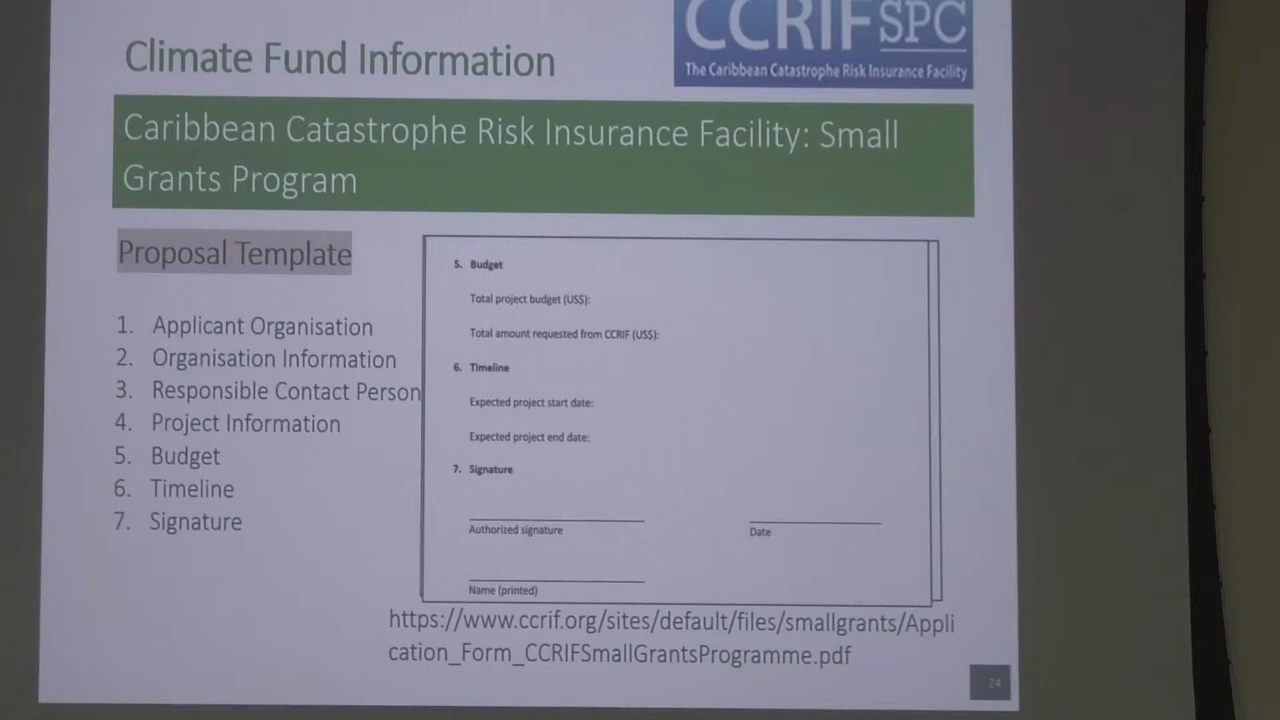 CCRIF SPC
The Caribbean Catastrophe Risk Insurance Facility
Climate Fund Information
Caribbean Catastrophe Risk Insurance Facility: Small
Grants Program
Proposal Template
1. Applicant Organisation
2. Organisation Information
3. Responsible Contact Person
4. Project Information
5. Budget
6. Timeline
7. Signature
5. Budget
Total project budget (US$):
Total amount requested from CCRIF (US$):
6. Timeline
Expected project start date:
Expected project end date:
7. Signature
Authorized signature
Date
Name (printed)
https://www.ccrif.org/sites/default/files/smallgrants/Appli
cation_Form_CCRIFSmallGrantsProgramme.pdf
24